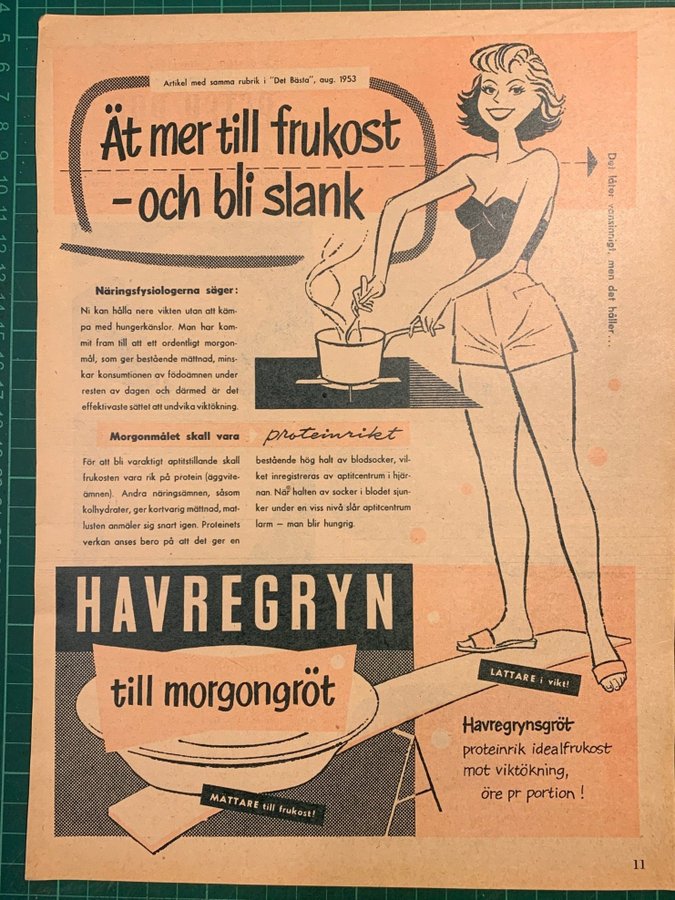 Artikel med samma rubrik i "Det Bästa", aug. 1953
Ät mer till frukost
- och bli slank
Det låter vansinnigt, men det håller...
Näringsfysiologerna säger:
Ni kan hålla nere vikten utan att käm-
pa med hungerkänslor. Man har kom-
mit fram till att ett ordentligt morgon-
mål, som ger bestående mättnad, mins-
kar konsumtionen av födoämnen under
resten av dagen och därmed är det
effektivaste sättet att undvika viktökning.
Morgonmålet skall vara proteinrikt
För att bli varaktigt aptitstillande skall
frukosten vara rik på protein (äggvite-
ämnen). Andra näringsämnen, såsom
kolhydrater, ger kortvarig mättnad, mat-
lusten anmäler sig snart igen. Proteinets
verkan anses bero på att det ger en
bestående hög halt av blodsocker, vil-
ket inregistreras av aptitcentrum i hjär-
nan. När halten av socker i blodet sjun-
ker under en viss nivå slår aptitcentrum
larm — man blir hungrig.
HAVREGRYN
till morgongröt
LÄTTARE i vikt!
MÄTTARE till frukost!
Havregrynsgröt
proteinrik idealfrukost
mot viktökning,
öre pr portion!
11
4